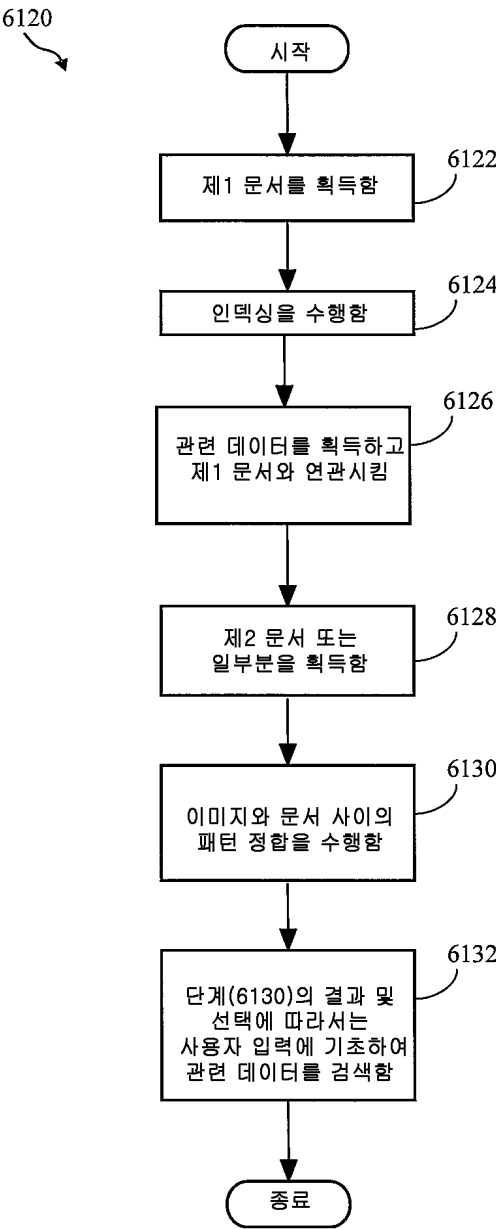 6120
시작
6122
제1 문서를 획득함
6124
인덱싱을 수행함
6126
관련 데이터를 획득하고
제1 문서와 연관시킴
6128
제2 문서 또는
일부분을 획득함
6130
이미지와 문서 사이의
패턴 정합을 수행함
6132
단계(6130)의 결과 및
선택에 따라서는
사용자 입력에 기초하여
관련 데이터를 검색함
종료